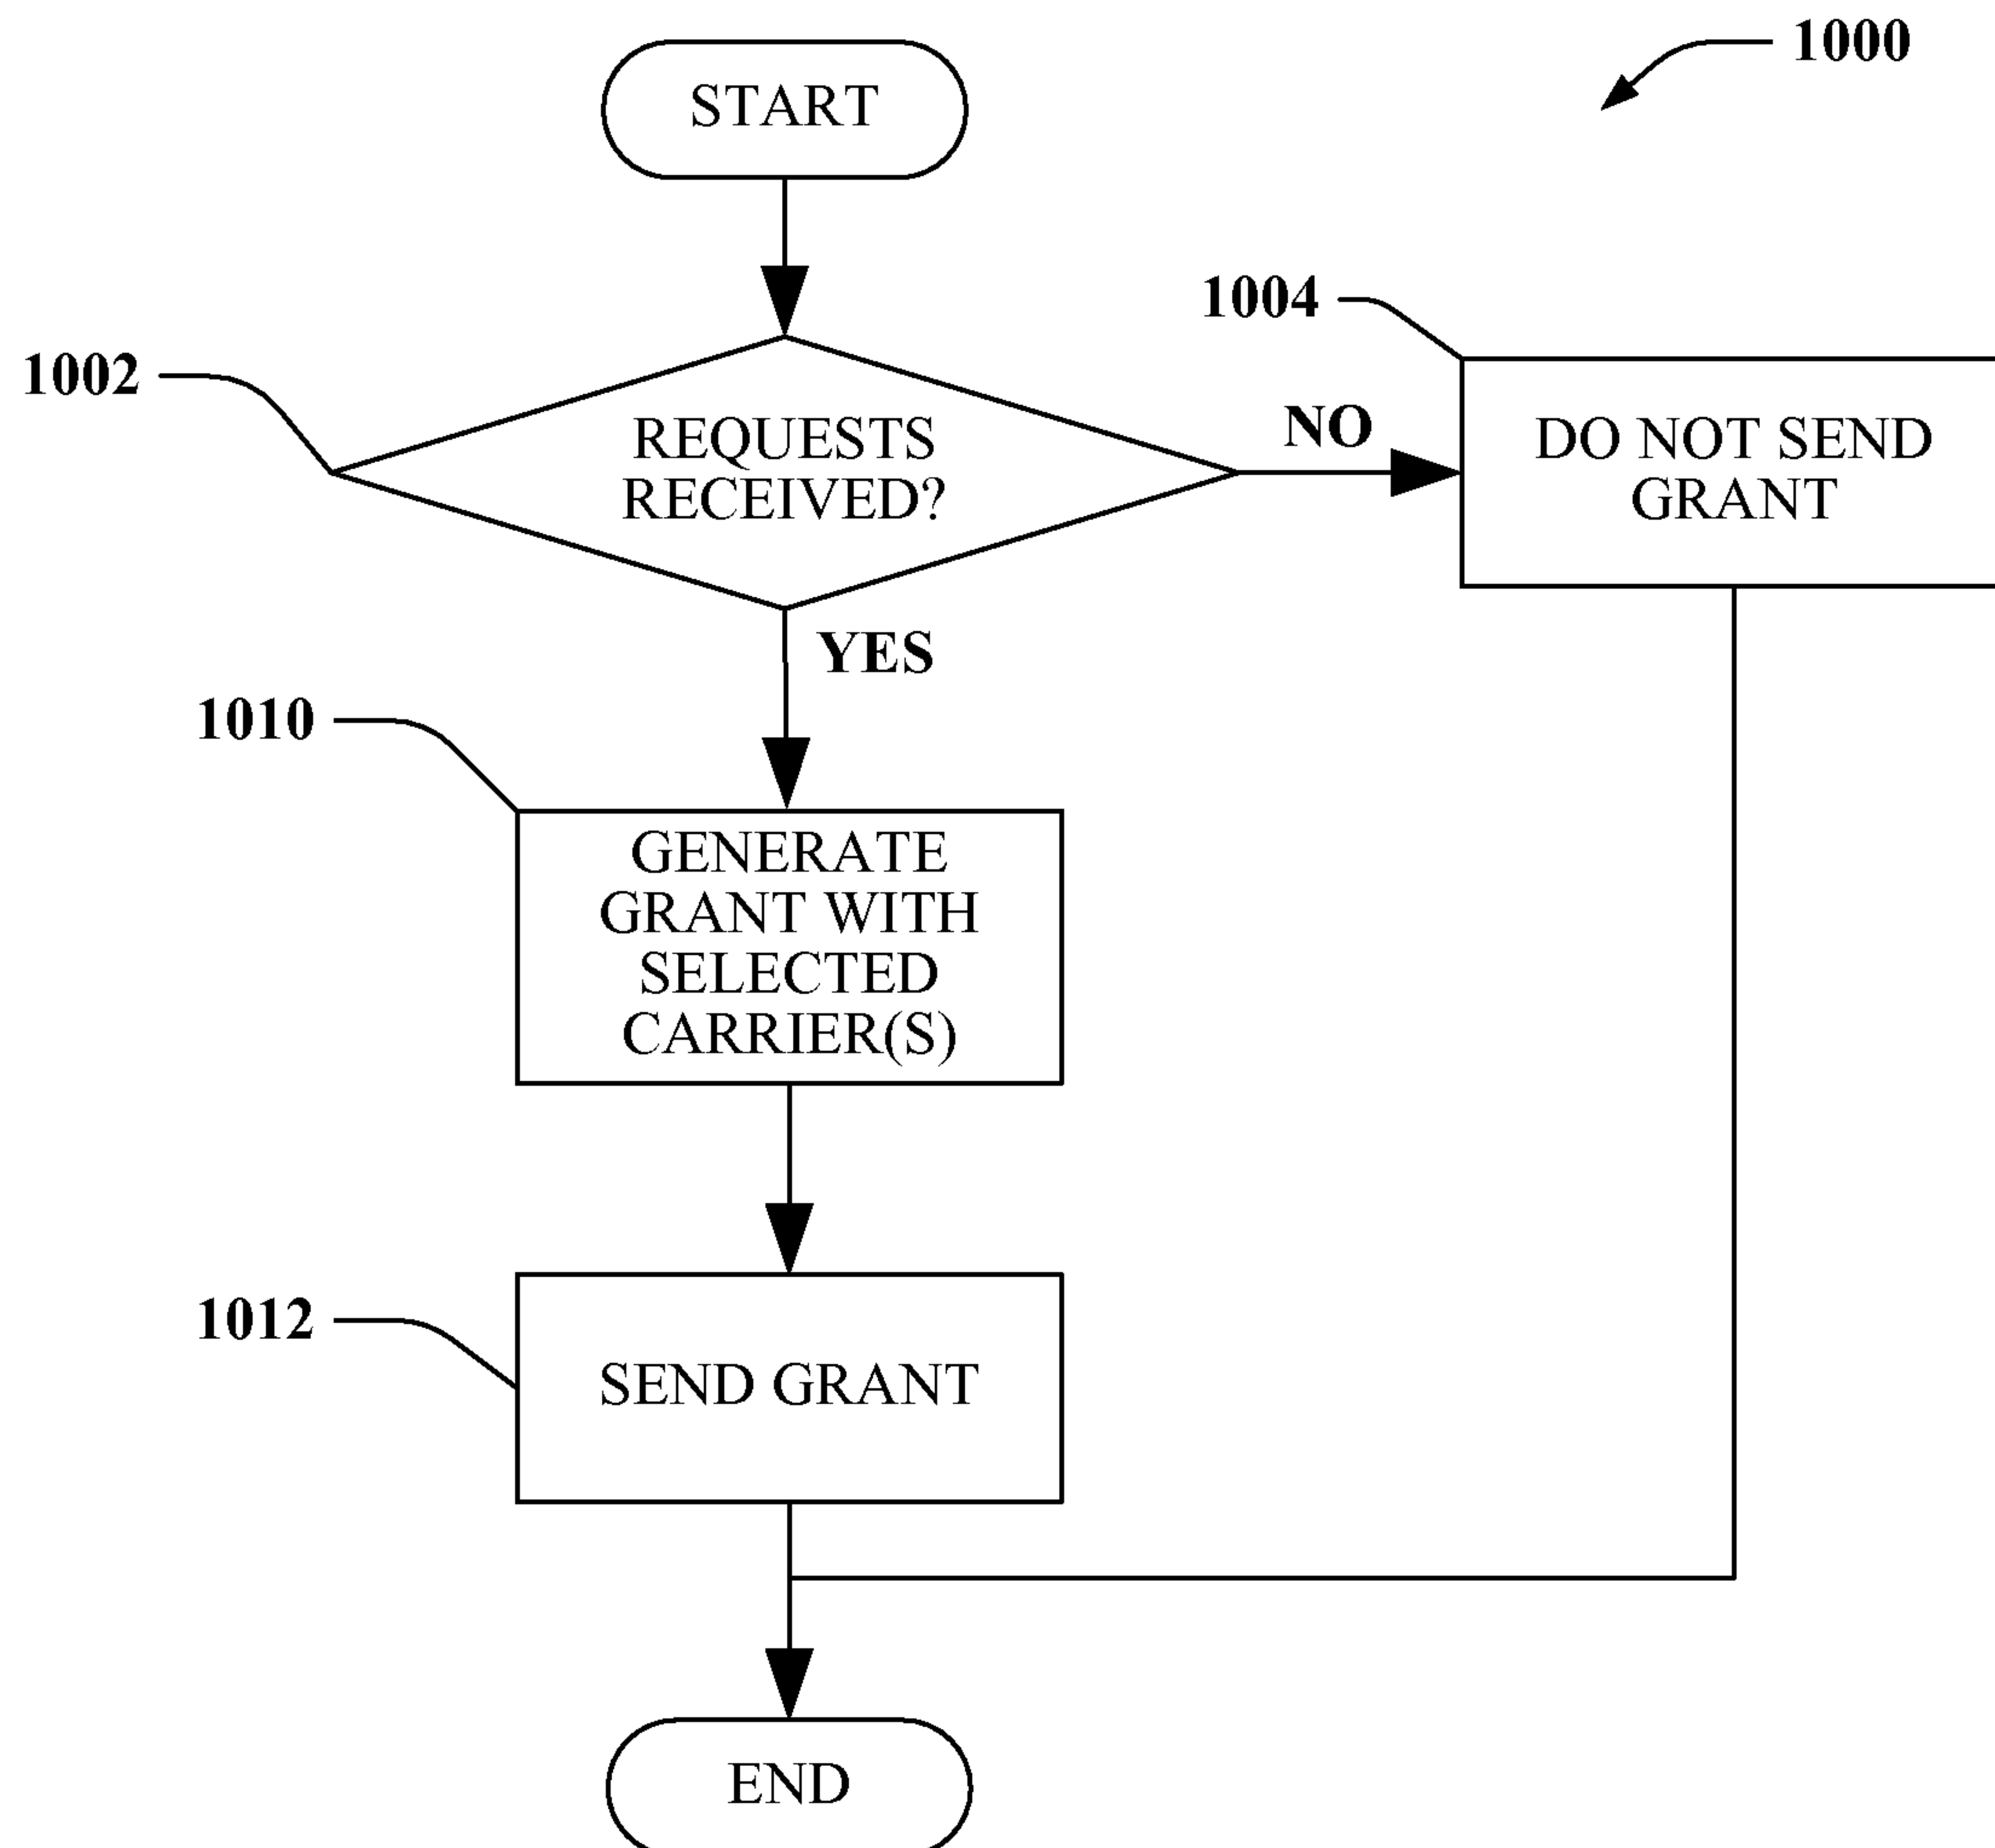 1000
START
1004
1002
REQUESTS
RECEIVED?
NO
DO NOT SEND
GRANT
YES
1010
GENERATE
GRANT WITH
SELECTED
CARRIER(S)
1012
SEND GRANT
END